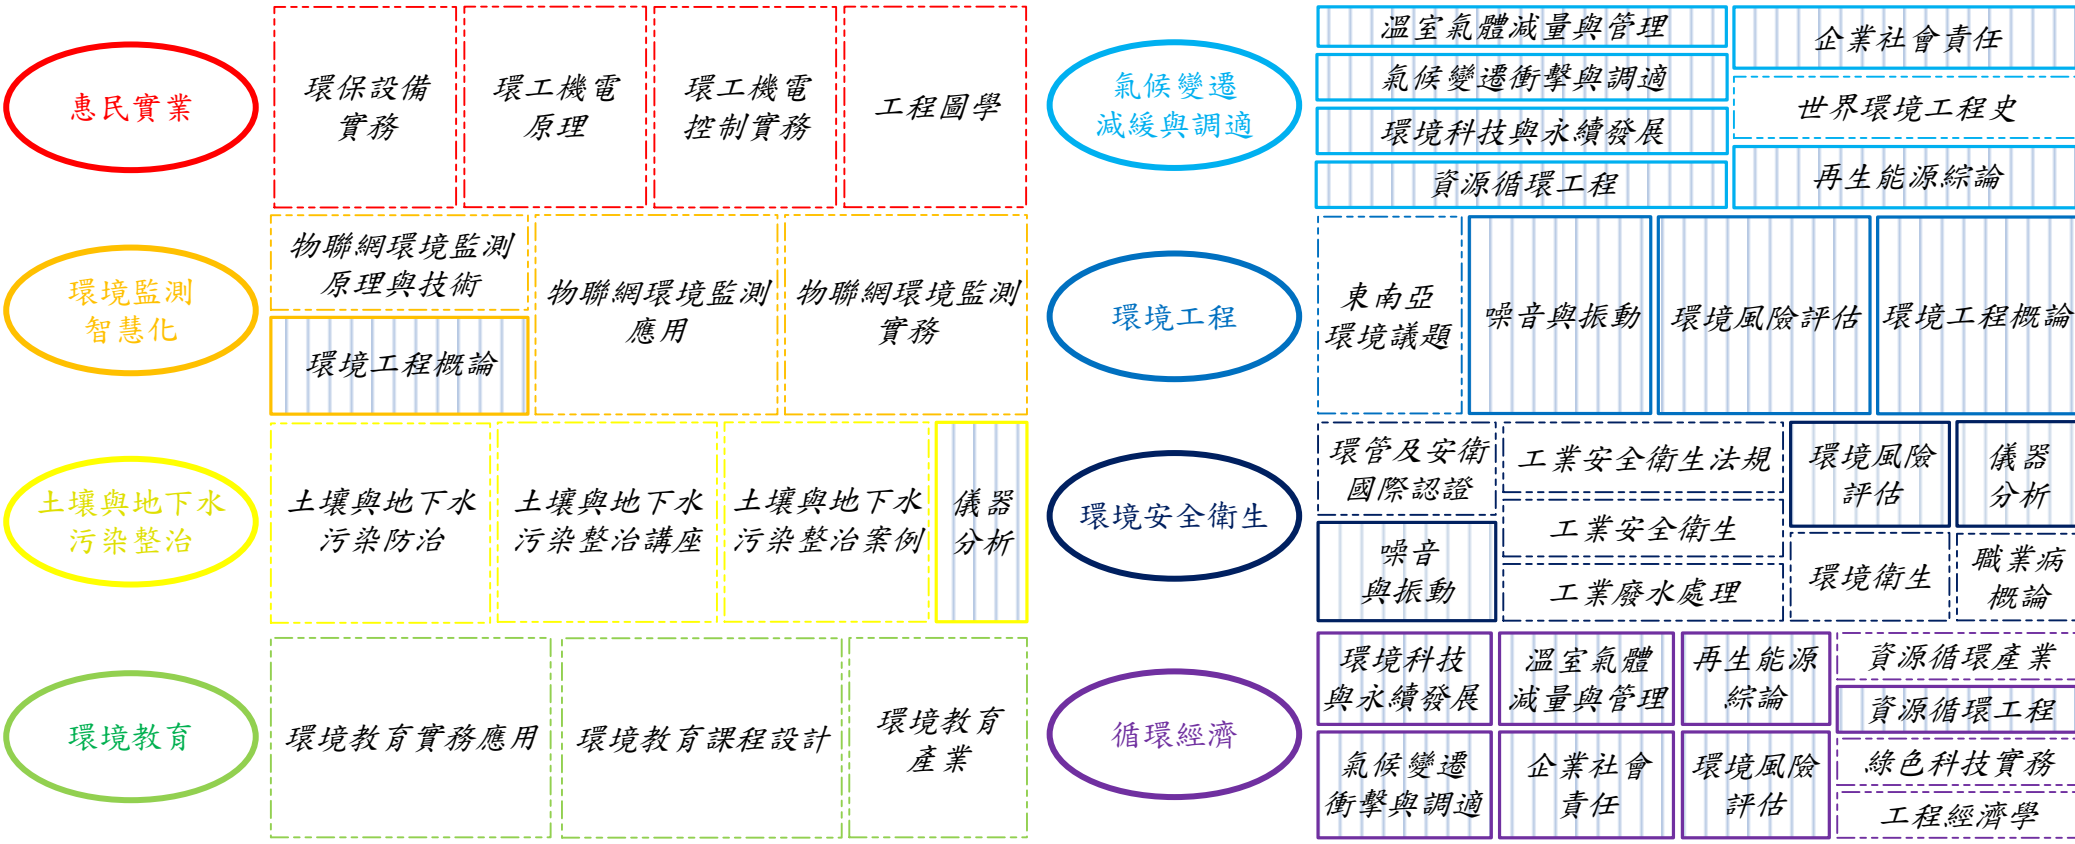 惠民實業
環保設備
實務
環工機電
原理
環工機電
控制實務
工程圖學
環境監測
智慧化
物聯網環境監測
原理與技術
環境工程概論
物聯網環境監測
應用
物聯網環境監測
實務
土壤與地下水
污染整治
土壤與地下水
污染防治
土壤與地下水
污染整治講座
土壤與地下水
污染整治案例
儀器
分析
環境教育
環境教育實務應用
環境教育課程設計
環境教育
產業
氣候變遷
減緩與調適
溫室氣體減量與管理
氣候變遷衝擊與調適
環境科技與永續發展
資源循環工程
企業社會責任
世界環境工程史
再生能源綜論
環境工程
東南亞
環境議題
噪音與振動
環境風險評估
環境工程概論
環境安全衛生
環管及安衛
國際認證
噪音
與振動
工業安全衛生法規
工業安全衛生
工業廢水處理
環境風險
評估
環境衛生
儀器
分析
職業病
概論
循環經濟
環境科技
與永續發展
溫室氣體
減量與管理
再生能源
綜論
氣候變遷
衝擊與調適
企業社會
責任
環境風險
評估
資源循環產業
資源循環工程
綠色科技實務
工程經濟學